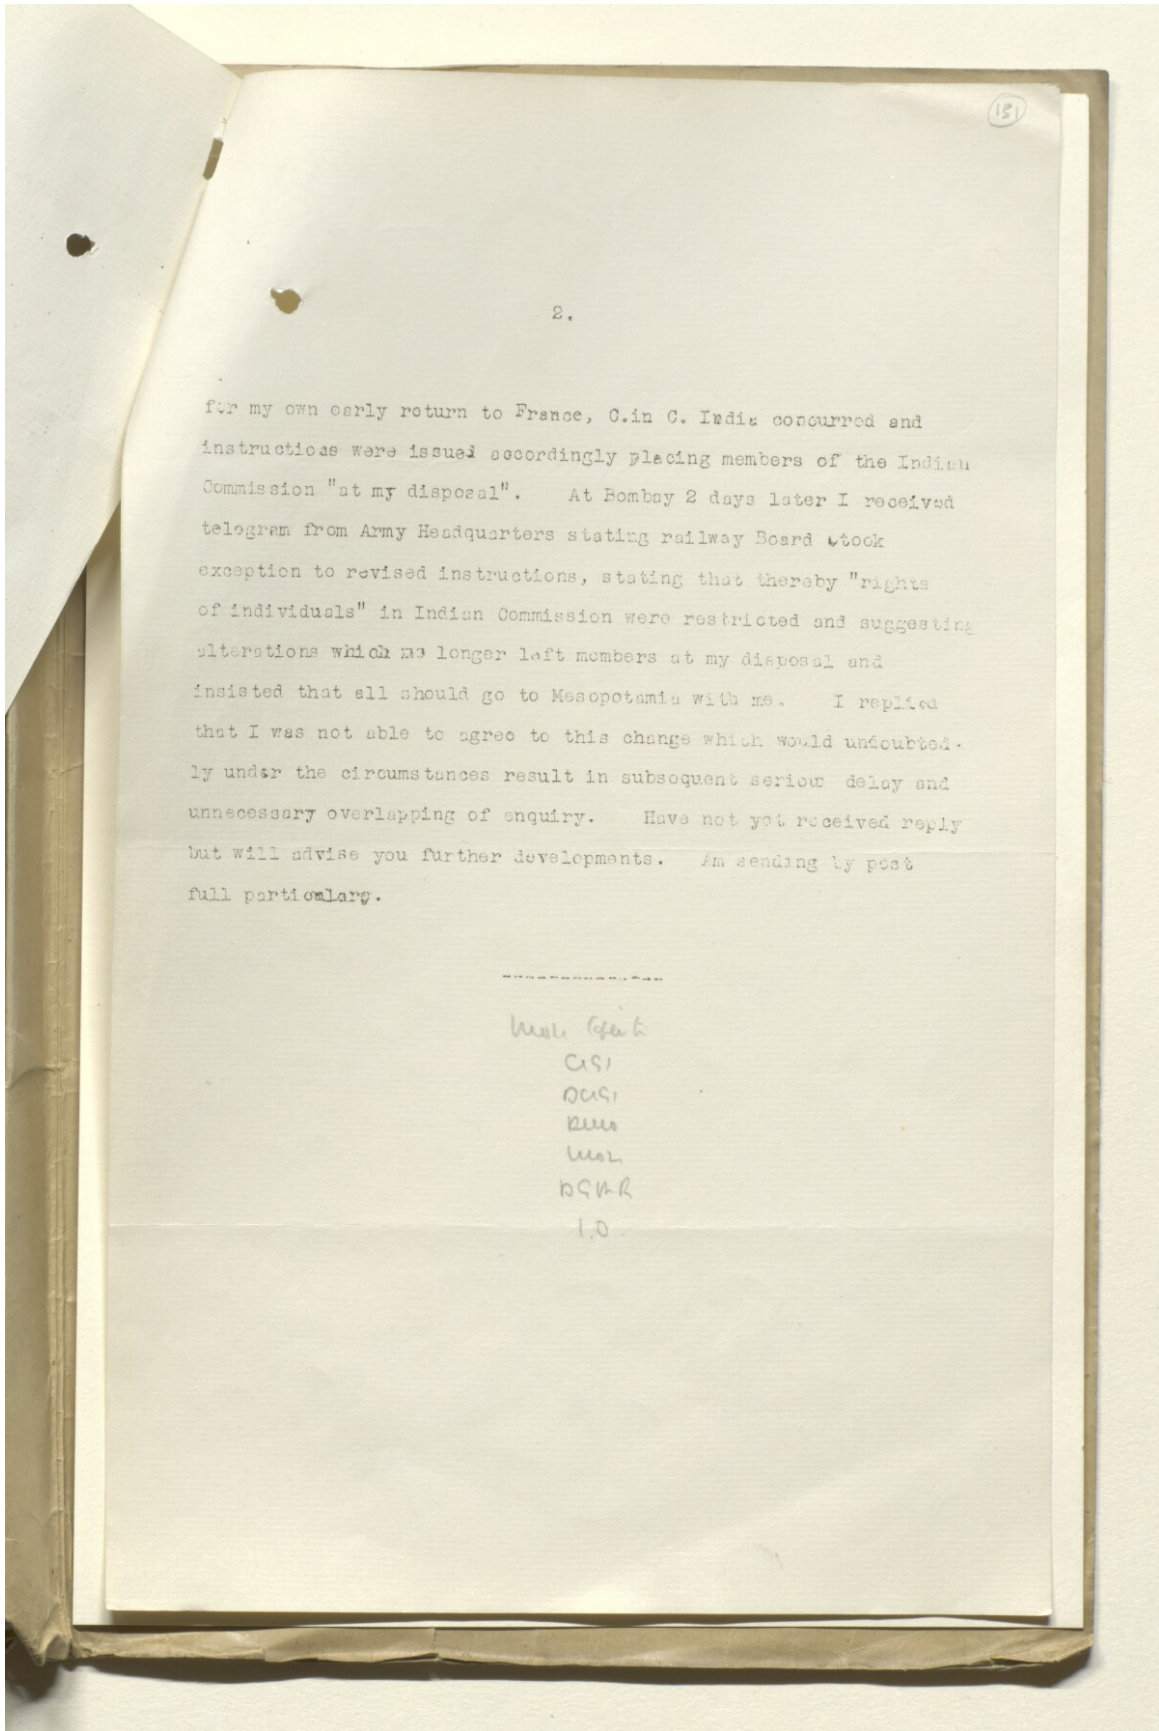 131
2.
for my own early return to France, C.in C. India concurred and
instructions were issued accordingly placing members of the Indian
Commission "at my disposal". At Bombay 2 days later I received
telegram from Army Headquarters stating railway Board took
exception to revised instructions, stating that thereby "rights
of individuals" in Indian Commission were restricted and suggesting
alterations which no longer left members at my disposal and
insisted that all should go to Mesopotamia with me. I replied
that I was not able to agree to this change which would undoubted-
ly under the circumstances result in subsequent serious delay and
unnecessary overlapping of enquiry. Have not yet received reply
but will advise you further developments. Am sending by post
full particulars.
---------------
CIGS
DCIGS
DMO
I.O